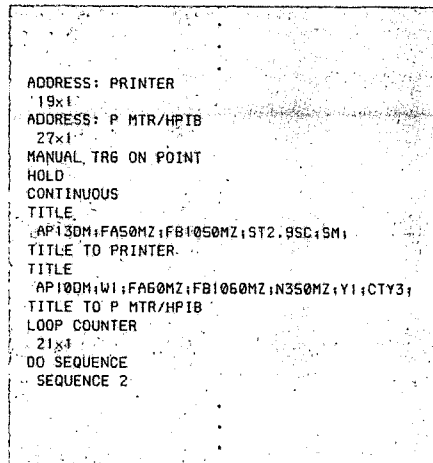 ADDRESS: PRINTER
19x1
ADDRESS: P MTR/HPIB
27x1
MANUAL TRG ON POINT
HOLD
CONTINUOUS
TITLE
AP13DM;FA50MZ;FB1050MZ;ST2.9SC;SM;
TITLE TO PRINTER
TITLE
AP10DM;W1;FA60MZ;FB1060MZ;N350MZ;Y1;CTY3;
TITLE TO P MTR/HPIB
LOOP COUNTER
21x1
DO SEQUENCE
SEQUENCE 2